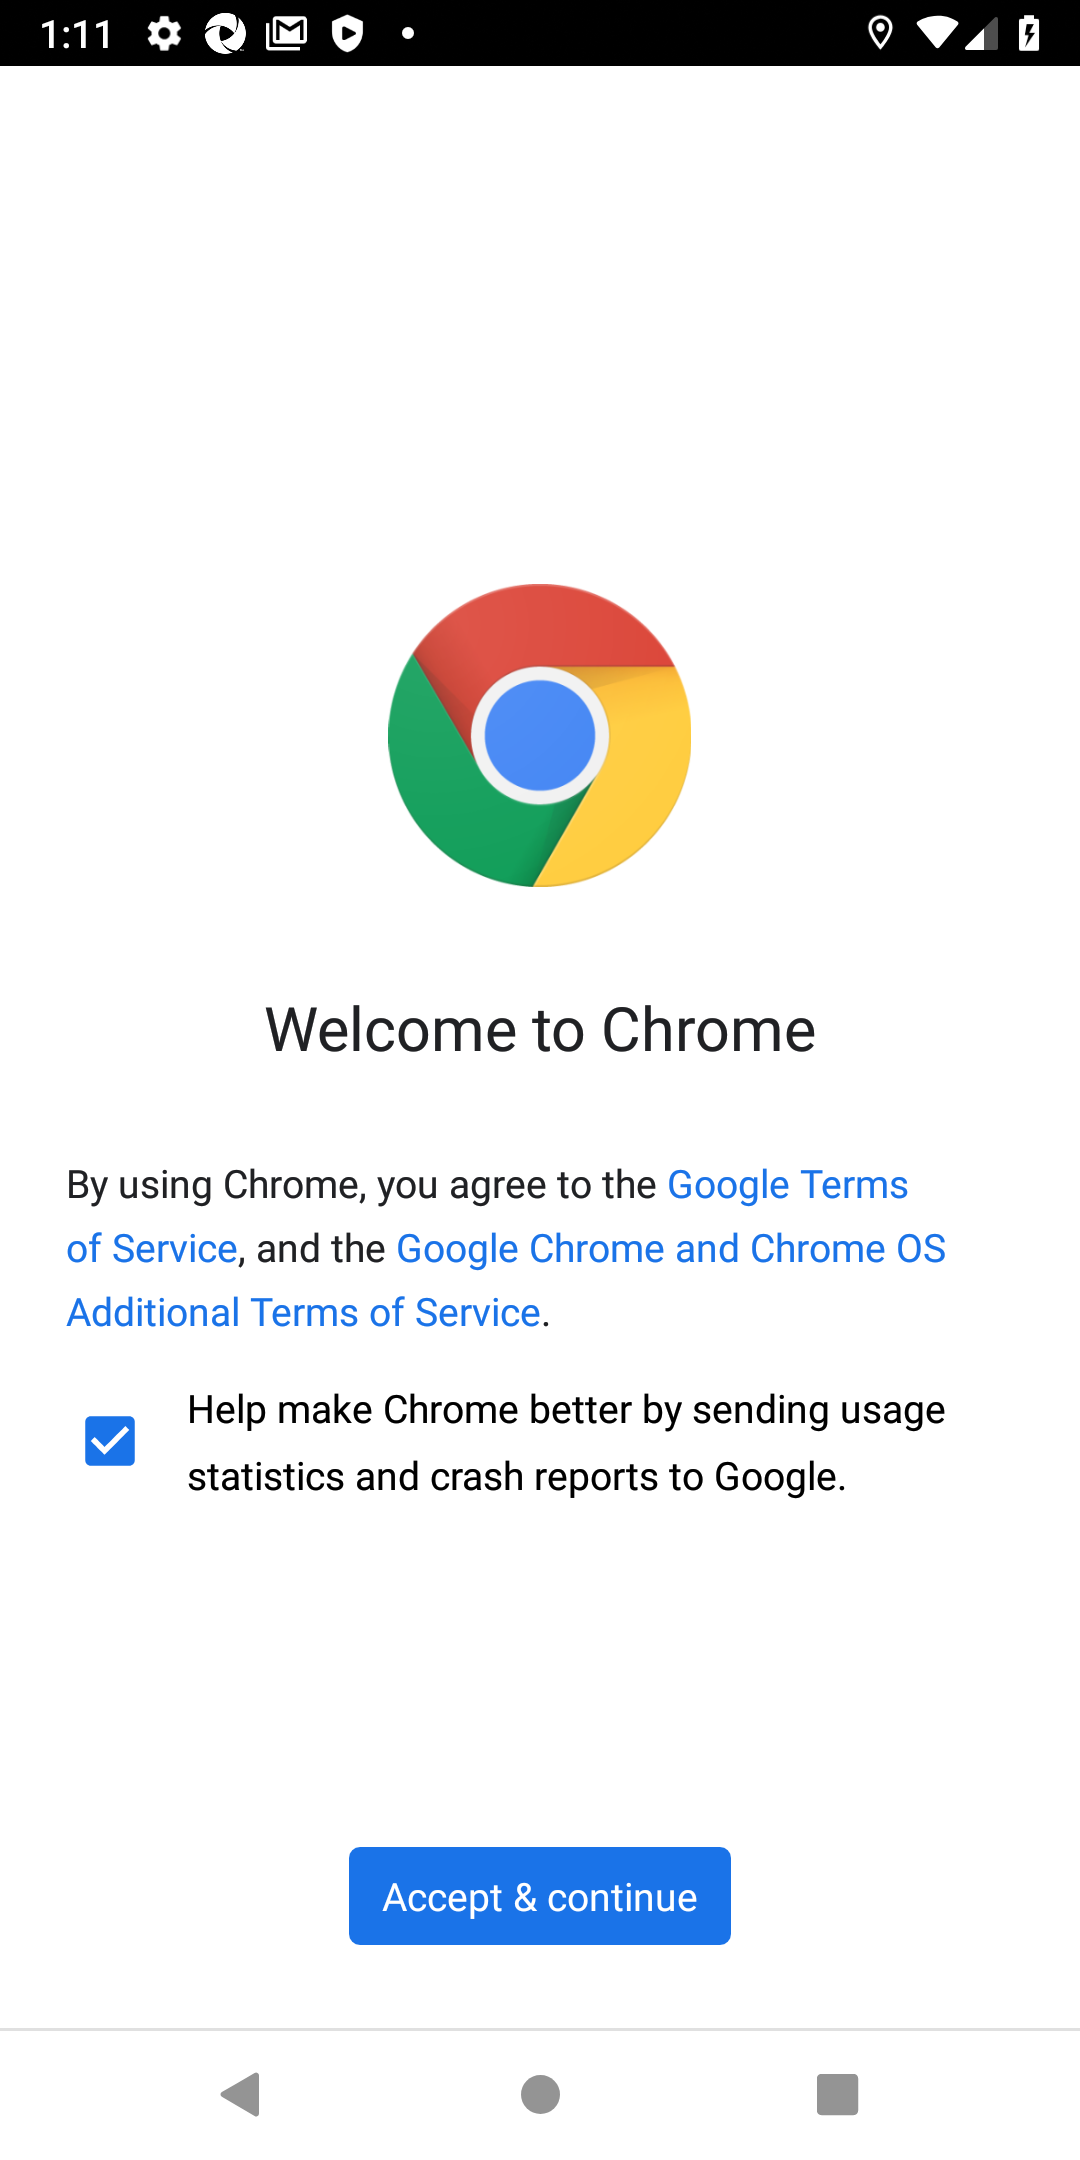 1:11
Welcome to Chrome
By using Chrome, you agree to the Google Terms
of Service, and the Google Chrome and Chrome OS
Additional Terms of Service.
Help make Chrome better by sending usage
statistics and crash reports to Google.
Accept & continue